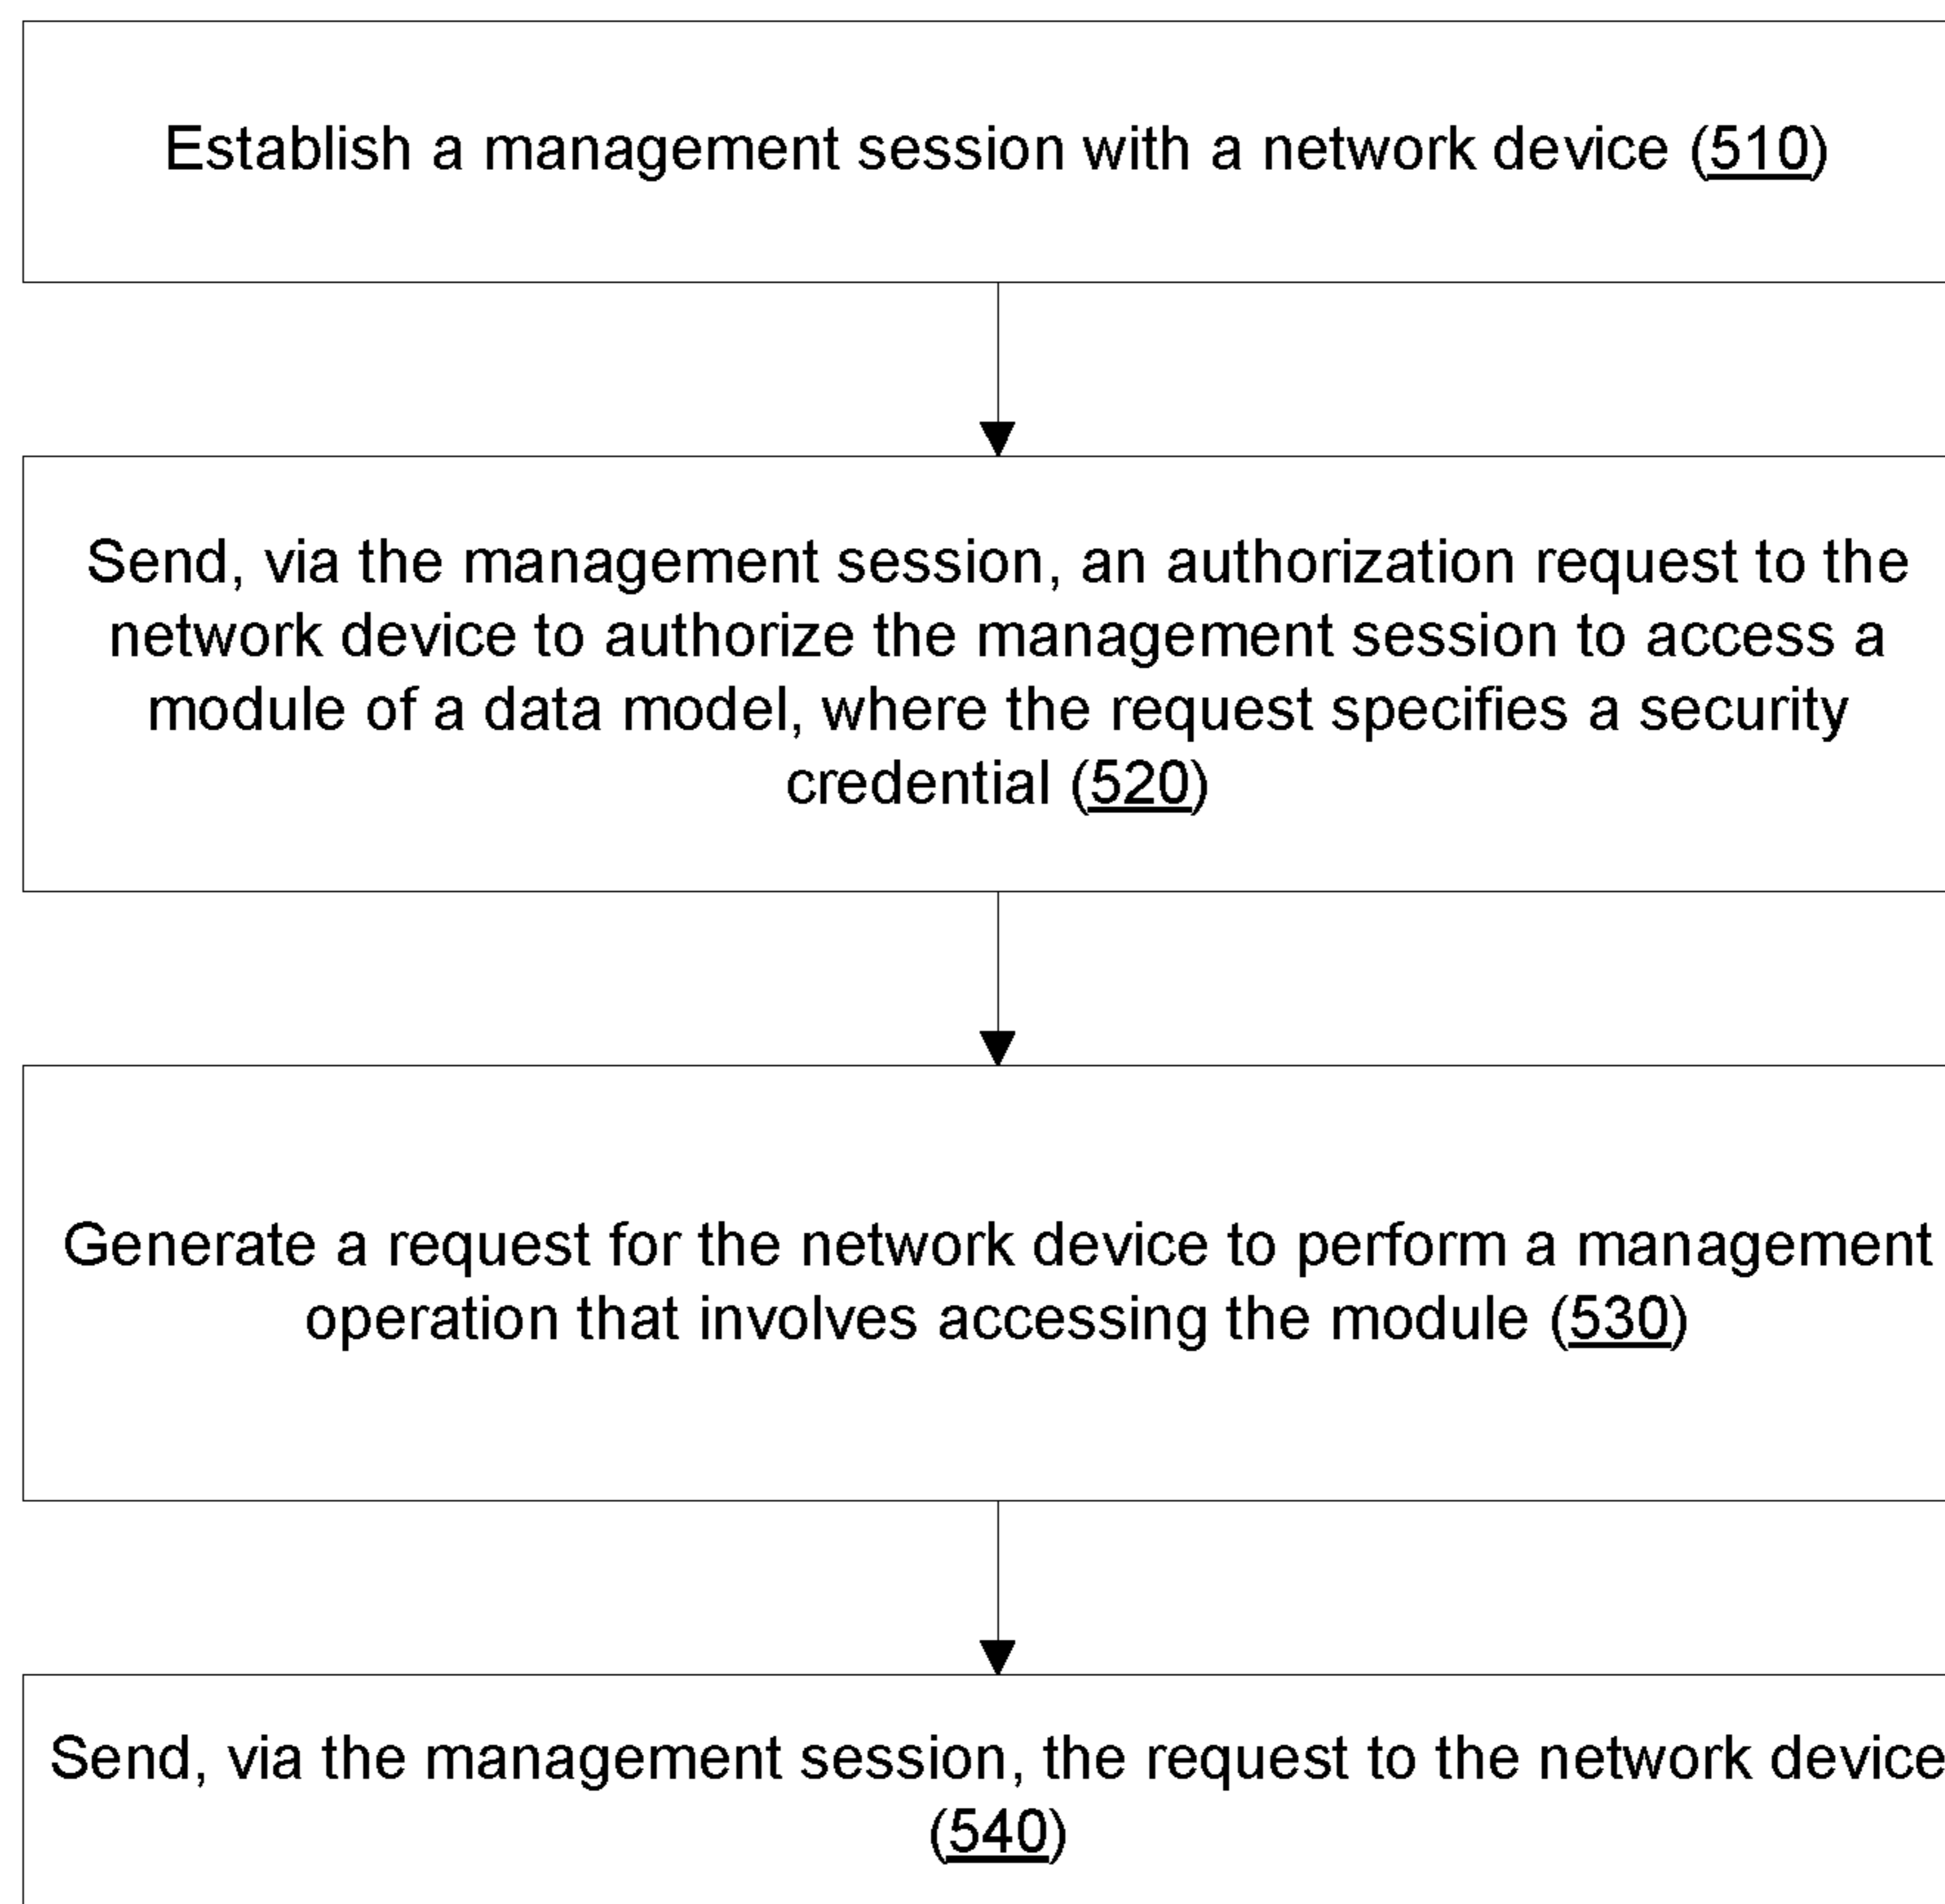 Establish a management session with a network device (510)
Send, via the management session, an authorization request to the
network device to authorize the management session to access a
module of a data model, where the request specifies a security
credential (520)
Generate a request for the network device to perform a management
operation that involves accessing the module (530)
Send, via the management session, the request to the network device
(540)